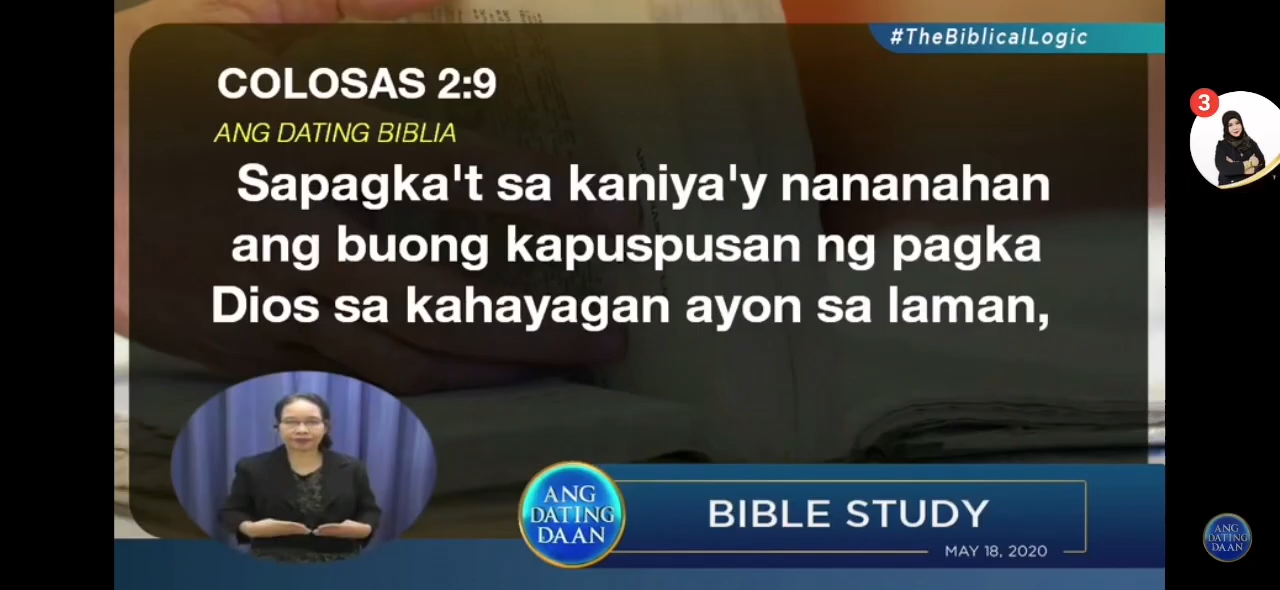 #TheBiblicalLogic
COLOSAS 2:9
ANG DATING BIBLIA
Sapagka't sa kaniya'y nananahan
ang buong kapuspusan ng pagka
Dios sa kahayagan ayon sa laman,
3
ANG
DATING
DAAN
BIBLE STUDY
MAY 18, 2020
ANG
DATING
DAAN